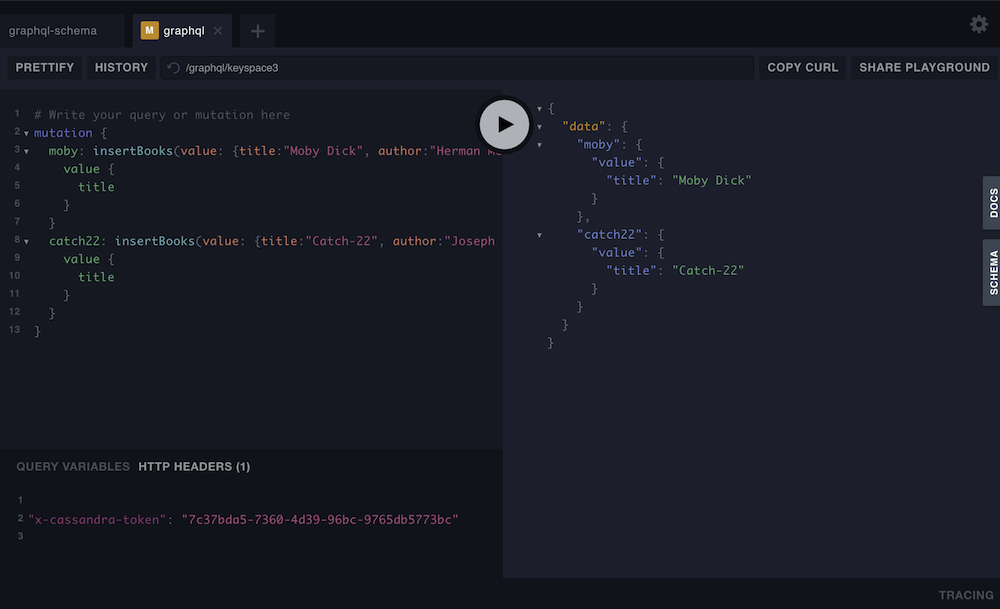 graphql-schema
M graphql
PRETTIFY HISTORY /graphql/keyspace3 COPY CURL SHARE PLAYGROUND
1 # Write your query or mutation here
2 mutation {
3 moby: insertBooks(value: {title:"Moby Dick", author:"Herman
4 value {
5 title
6 }
7 }
8 catch22: insertBooks(value: {title:"Catch-22", author:"Joseph
9 value {
10 title
11 }
12 }
13 }
{
"data": {
"moby": {
"value": {
"title": "Moby Dick"
}
},
"catch22": {
"value": {
"title": "Catch-22"
}
}
}
}
DOCS
SCHEMA
QUERY VARIABLES HTTP HEADERS (1)
1
2 "x-cassandra-token": "7c37bda5-7360-4d39-96bc-9765db5773bc"
3
TRACING